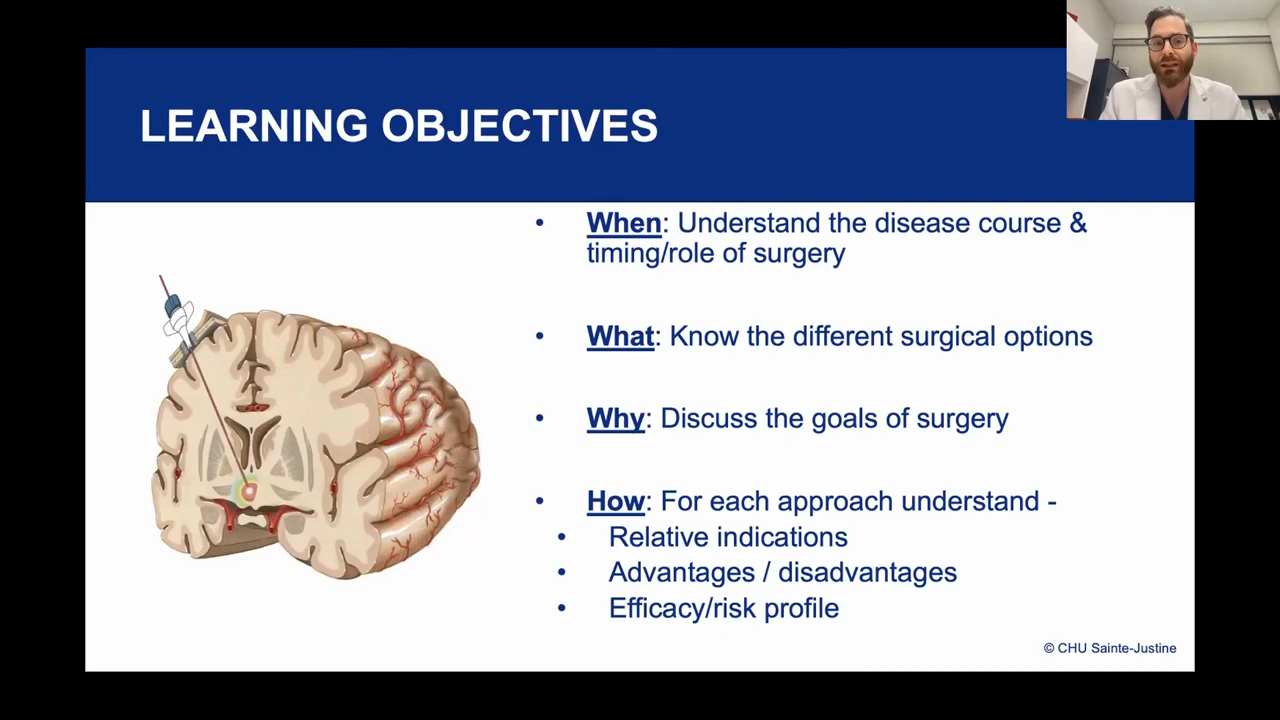 LEARNING OBJECTIVES
• When: Understand the disease course &
timing/role of surgery
• What: Know the different surgical options
• Why: Discuss the goals of surgery
• How: For each approach understand -
• Relative indications
• Advantages / disadvantages
• Efficacy/risk profile
© CHU Sainte-Justine